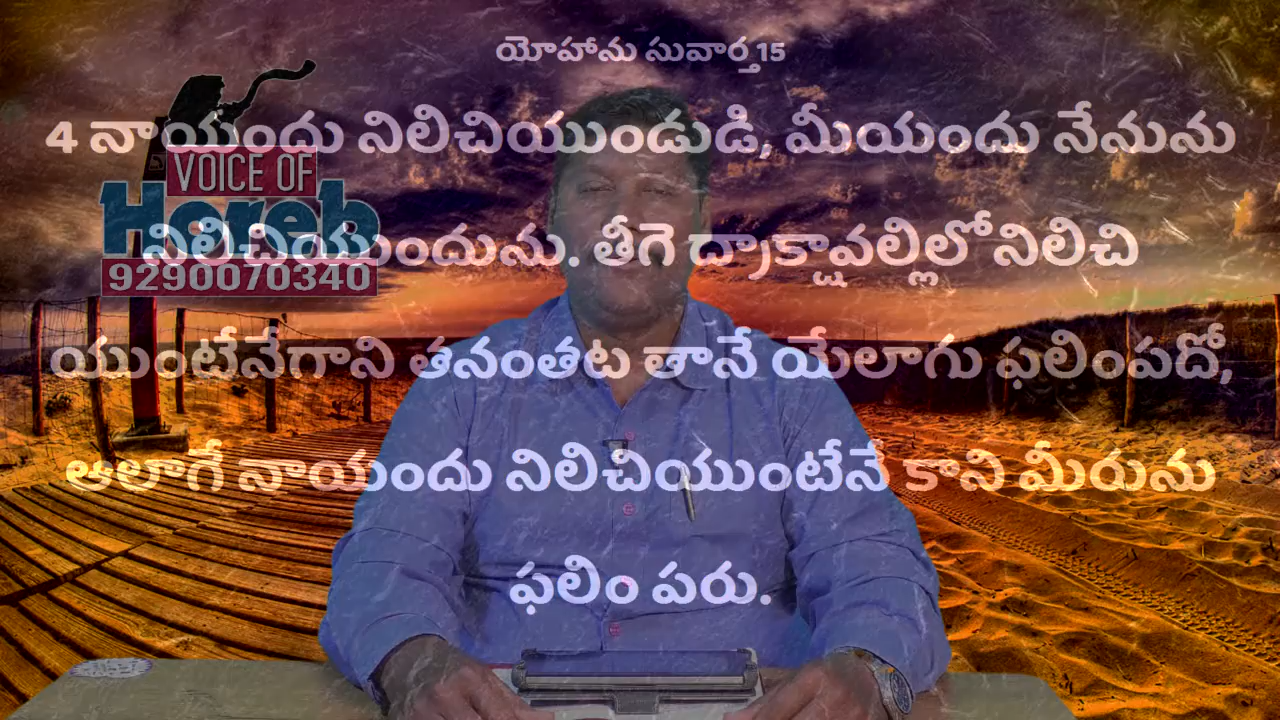 యోహాను సువార్త 15
4 నాయందు నిలిచియుండుడి, మీయందు నేనును
నిలిచియుందును. తీగె ద్రాక్షావల్లిలో నిలిచి
యుంటేనేగాని తనంతట తానే యేలాగు ఫలింపదో,
ఆలాగే నాయందు నిలిచియుంటేనే కాని మీరును
ఫలిం పరు.
VOICE OF
Horeb
9290070340